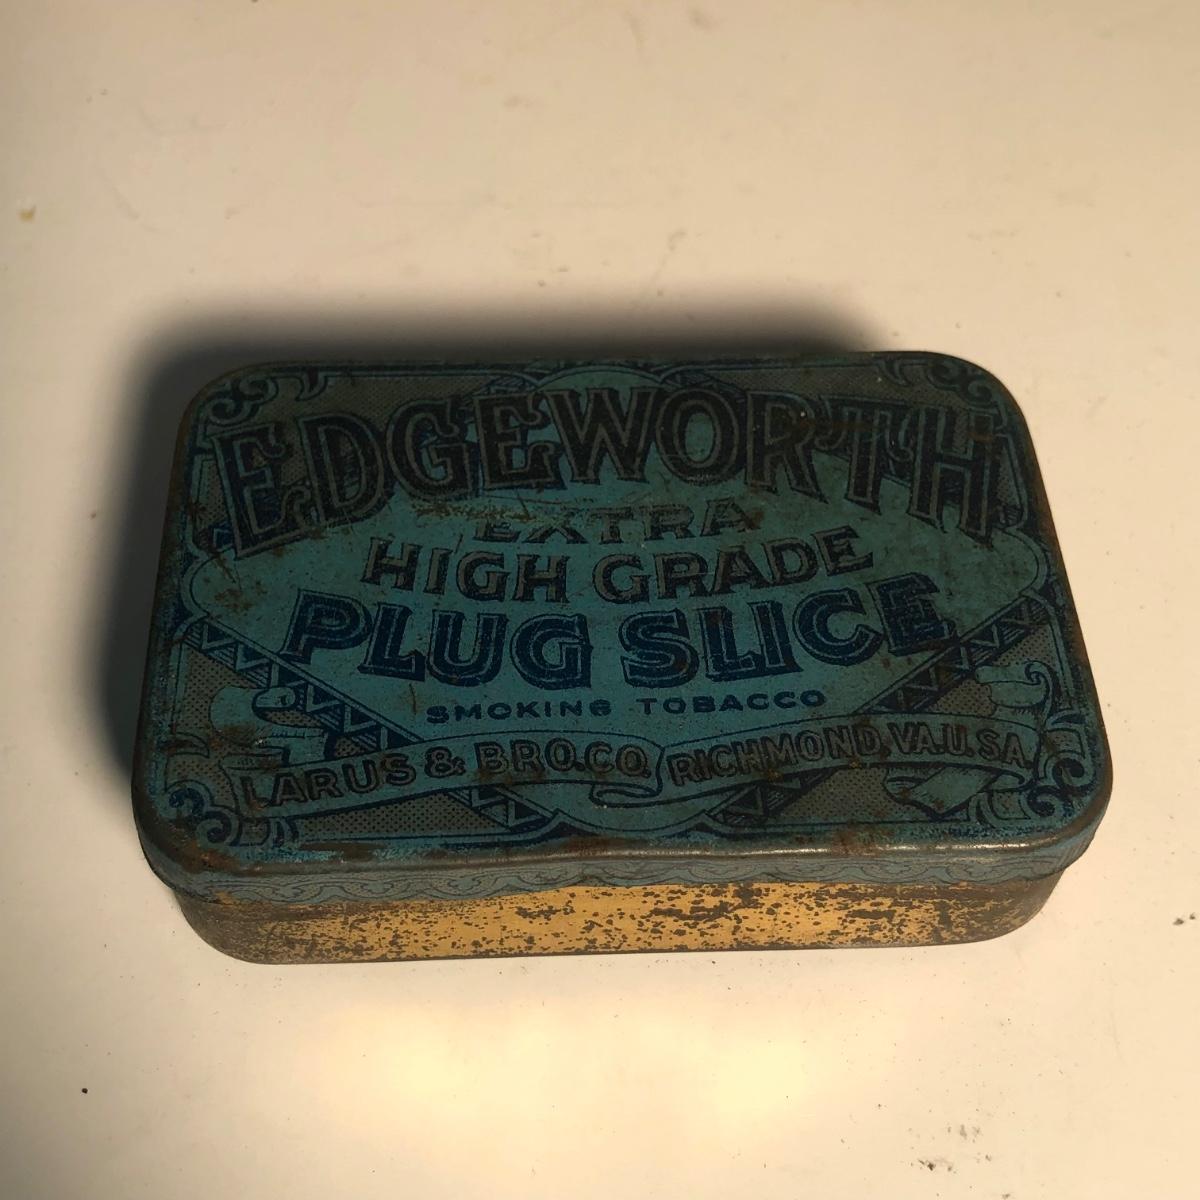 EDGEWORTH
EXTRA
HIGH GRADE
PLUG SLICE
SMOKING TOBACCO
LARUS & BRO.CO. RICHMOND, VA.U.S.A.